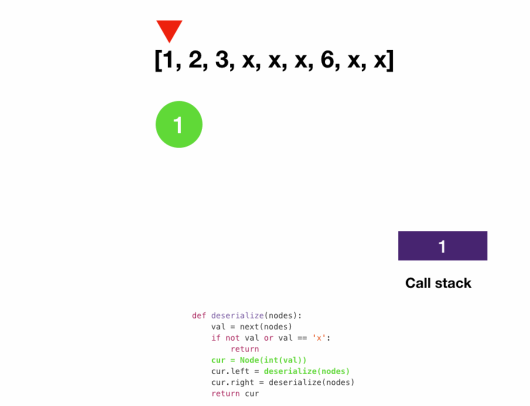 [1, 2, 3, x, x, x, 6, x, x]
1
1
Call stack
def deserialize(nodes):
    val = next(nodes)
    if not val or val == 'x':
        return
    cur = Node(int(val))
    cur.left = deserialize(nodes)
    cur.right = deserialize(nodes)
    return cur